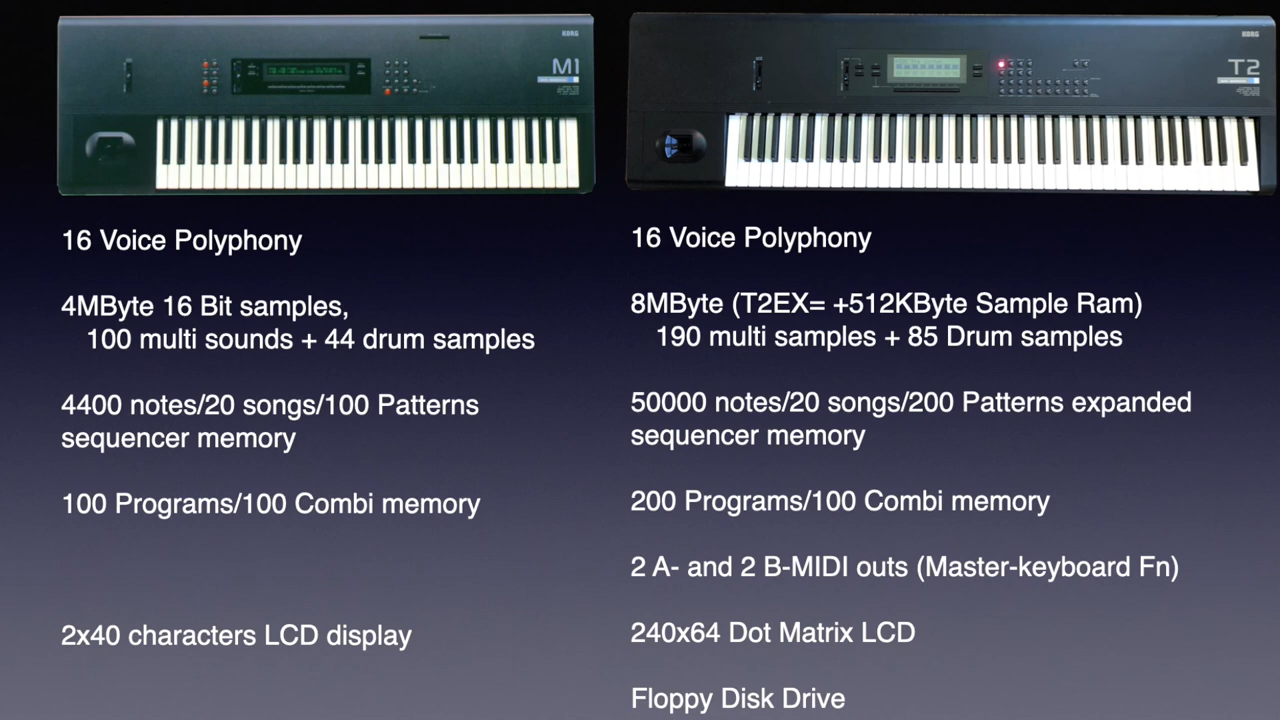 KORG
M1
KORG
T2
16 Voice Polyphony
4MByte 16 Bit samples,
100 multi sounds + 44 drum samples
4400 notes/20 songs/100 Patterns
sequencer memory
100 Programs/100 Combi memory
2x40 characters LCD display
16 Voice Polyphony
8MByte (T2EX= +512KByte Sample Ram)
190 multi samples + 85 Drum samples
50000 notes/20 songs/200 Patterns expanded
sequencer memory
200 Programs/100 Combi memory
2 A- and 2 B-MIDI outs (Master-keyboard Fn)
240x64 Dot Matrix LCD
Floppy Disk Drive